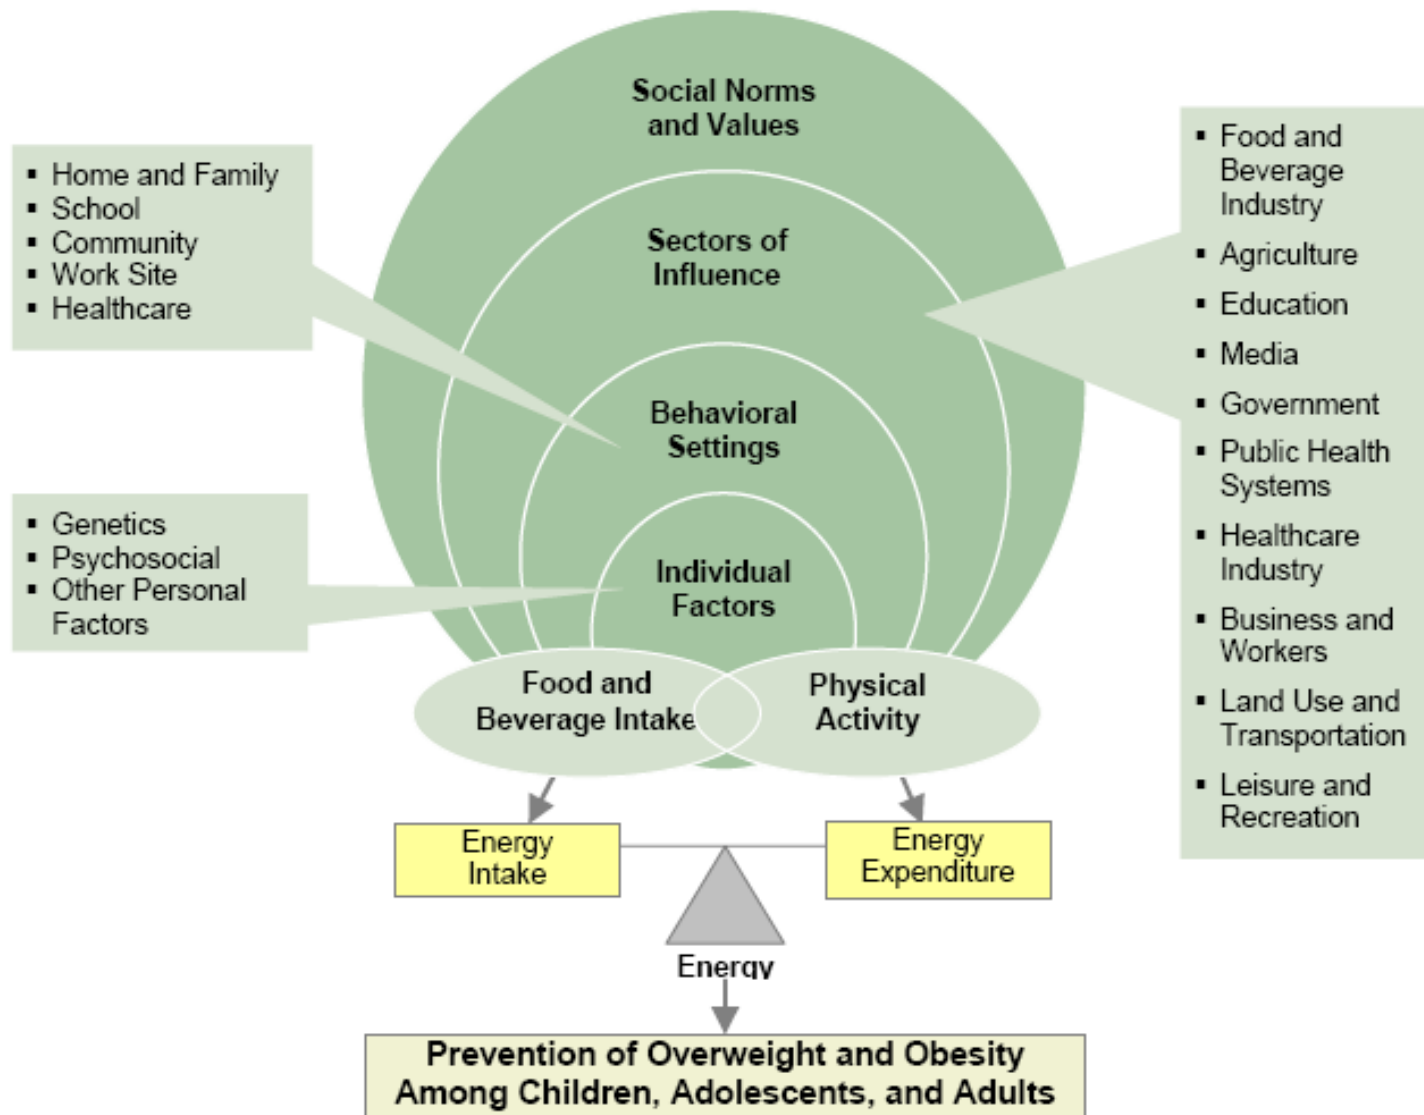 Social Norms
and Values
Sectors of
Influence
Behavioral
Settings
Individual
Factors
▪ Home and Family
▪ School
▪ Community
▪ Work Site
▪ Healthcare
▪ Genetics
▪ Psychosocial
▪ Other Personal
Factors
▪ Food and
Beverage
Industry
▪ Agriculture
▪ Education
▪ Media
▪ Government
▪ Public Health
Systems
▪ Healthcare
Industry
▪ Business and
Workers
▪ Land Use and
Transportation
▪ Leisure and
Recreation
Food and
Beverage Intake
Physical
Activity
Energy
Intake
Energy
Expenditure
Energy
Prevention of Overweight and Obesity
Among Children, Adolescents, and Adults